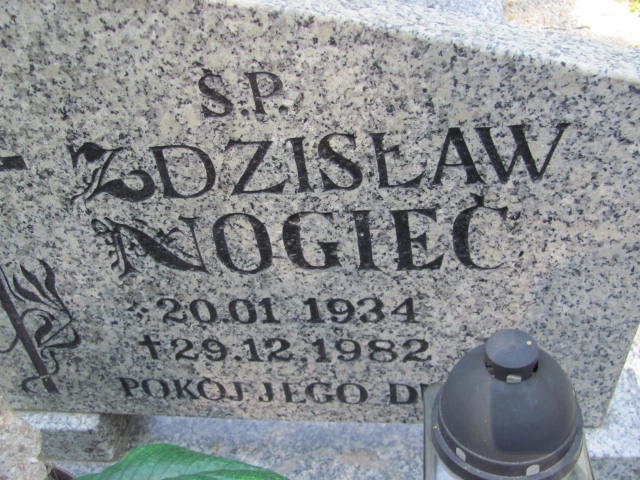 Ś.P.
ZDZISŁAW
NOGIEĆ
* 20.01 1934
† 29.12.1982
POKÓJ JEGO